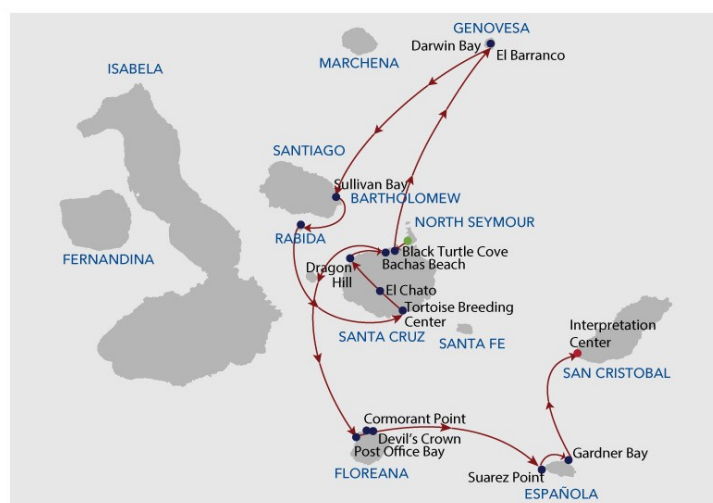 GENOVESA
Darwin Bay
El Barranco
MARCHENA
ISABELA
SANTIAGO
Sullivan Bay
BARTHOLOMEW
NORTH SEYMOUR
RABIDA
FERNANDINA
Black Turtle Cove
Bachas Beach
Dragon
Hill
El Chato
Tortoise Breeding
Center
SANTA CRUZ
SANTA FE
Interpretation
Center
SAN CRISTOBAL
Cormorant Point
Devil's Crown
Post Office Bay
FLOREANA
Gardner Bay
Suarez Point
ESPAÑOLA